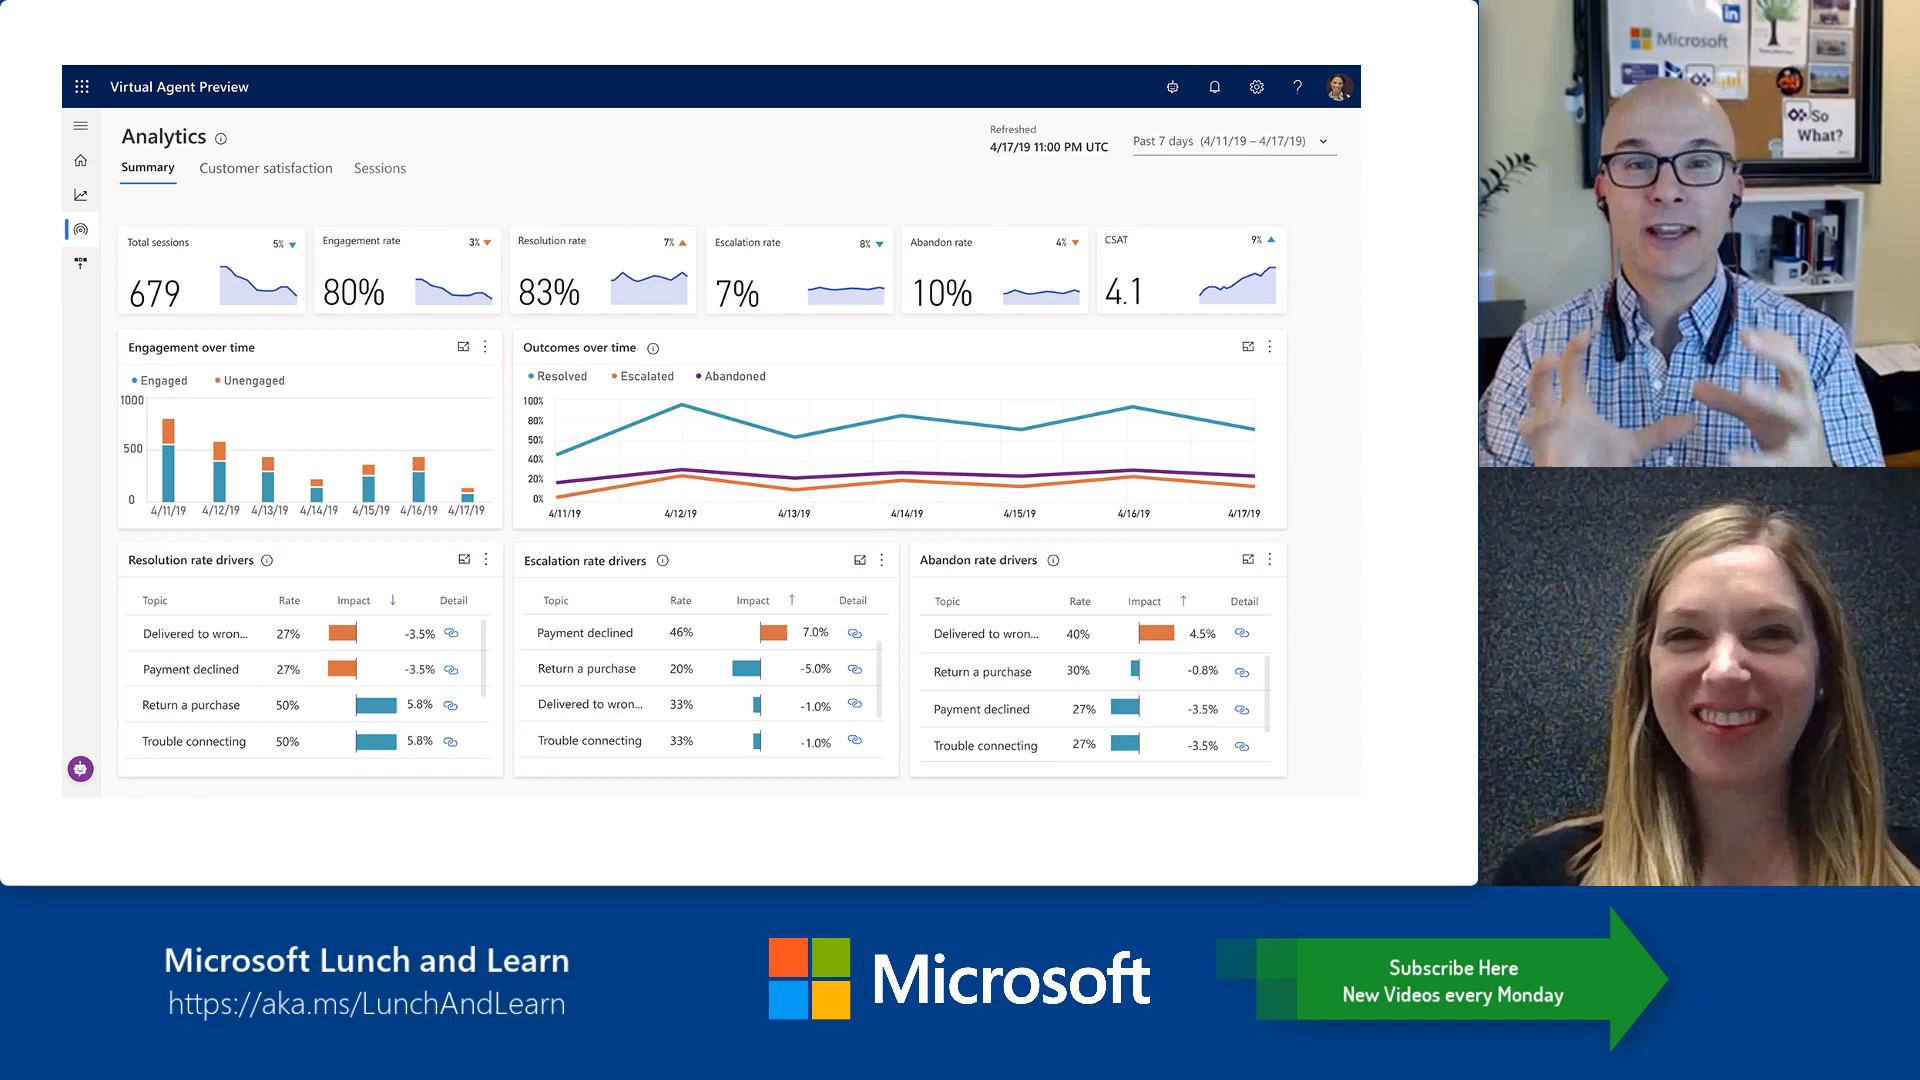 Virtual Agent Preview
Analytics
Refreshed
4/17/19 11:00 PM UTC
Past 7 days (4/11/19 – 4/17/19)
Summary
Customer satisfaction
Sessions
Total sessions
5%
679
Engagement rate
3%
80%
Resolution rate
7%
83%
Escalation rate
8%
7%
Abandon rate
4%
10%
CSAT
9%
4.1
Engagement over time
Engaged
Unengaged
1000
500
0
4/11/19 4/12/19 4/13/19 4/14/19 4/15/19 4/16/19 4/17/19
Outcomes over time
Resolved
Escalated
Abandoned
100%
80%
50%
40%
20%
0%
4/11/19 4/12/19 4/13/19 4/14/19 4/15/19 4/16/19 4/17/19
Resolution rate drivers
Topic Rate Impact Detail
Delivered to wron... 27% -3.5%
Payment declined 27% -3.5%
Return a purchase 50% 5.8%
Trouble connecting 50% 5.8%
Escalation rate drivers
Topic Rate Impact Detail
Payment declined 46% 7.0%
Return a purchase 20% -5.0%
Delivered to wron... 33% -1.0%
Trouble connecting 33% -1.0%
Abandon rate drivers
Topic Rate Impact Detail
Delivered to wron... 40% 4.5%
Return a purchase 30% -0.8%
Payment declined 27% -3.5%
Trouble connecting 27% -3.5%
in
Microsoft
So
What?
Microsoft Lunch and Learn
https://aka.ms/LunchAndLearn
Microsoft
Subscribe Here
New Videos every Monday